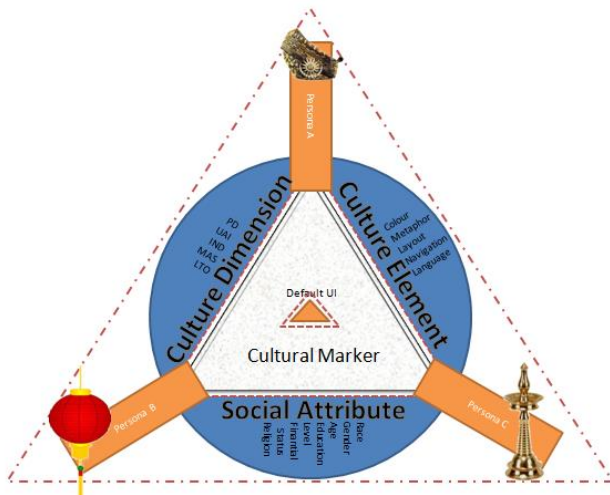 Persona A
Culture Dimension
PD
UAI
IND
MAS
LTO
Culture Element
Colour
Metaphor
Layout
Navigation
Language
Default UI
Cultural Marker
Persona B
Social Attribute
Race
Gender
Age
Education
Level
Finantial
Status
Religion
Persona C